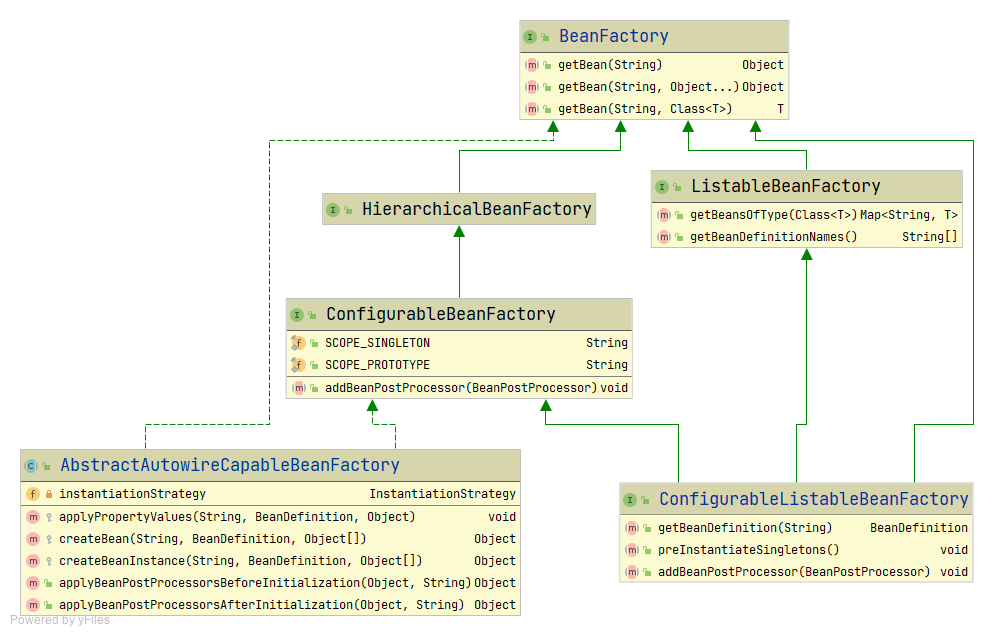 BeanFactory
getBean(String) Object
getBean(String, Object...) Object
getBean(String, Class<T>) T
HierarchicalBeanFactory
ListableBeanFactory
getBeansOfType(Class<T>) Map<String, T>
getBeanDefinitionNames() String[]
ConfigurableBeanFactory
SCOPE_SINGLETON String
SCOPE_PROTOTYPE String
addBeanPostProcessor(BeanPostProcessor) void
AbstractAutowireCapableBeanFactory
instantiationStrategy InstantiationStrategy
applyPropertyValues(String, BeanDefinition, Object) void
createBean(String, BeanDefinition, Object[]) Object
createBeanInstance(String, BeanDefinition, Object[]) Object
applyBeanPostProcessorsBeforeInitialization(Object, String) Object
applyBeanPostProcessorsAfterInitialization(Object, String) Object
ConfigurableListableBeanFactory
getBeanDefinition(String) BeanDefinition
preInstantiateSingletons() void
addBeanPostProcessor(BeanPostProcessor) void
Powered by yFiles